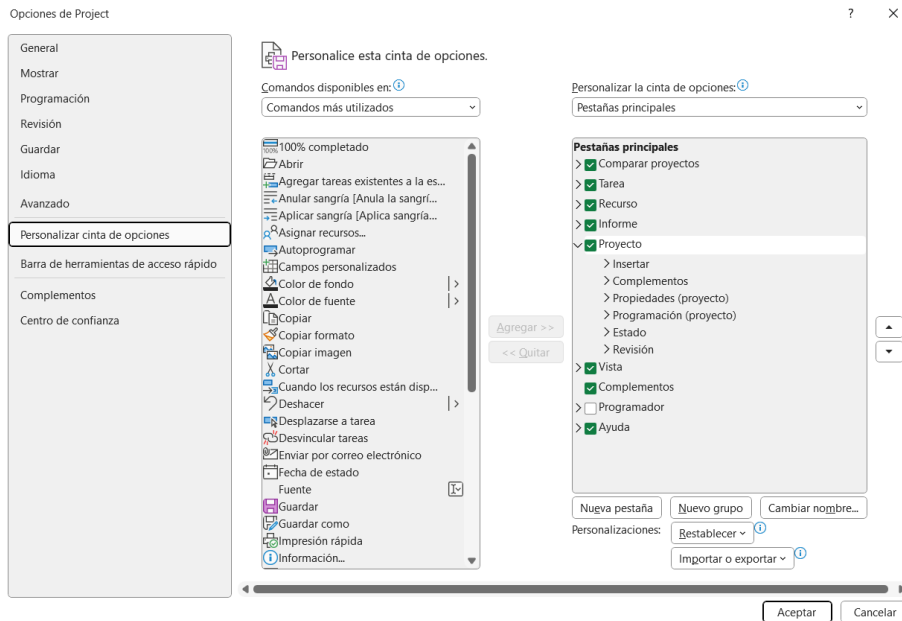 Opciones de Project
?
General
Mostrar
Programación
Revisión
Guardar
Idioma
Avanzado
Personalizar cinta de opciones
Barra de herramientas de acceso rápido
Complementos
Centro de confianza
Personalice esta cinta de opciones.
Comandos disponibles en:
Comandos más utilizados
100% completado
Abrir
Agregar tareas existentes a la es...
Anular sangría [Anula la sangrí...
Aplicar sangría [Aplica sangría...
Asignar recursos...
Autoprogramar
Campos personalizados
Color de fondo
Color de fuente
Copiar
Copiar formato
Copiar imagen
Cortar
Cuando los recursos están disp...
Deshacer
Desplazarse a tarea
Desvincular tareas
Enviar por correo electrónico
Fecha de estado
Fuente
Guardar
Guardar como
Impresión rápida
Información...
Agregar >>
<< Quitar
Personalizar la cinta de opciones:
Pestañas principales
Pestañas principales
Comparar proyectos
Tarea
Recurso
Informe
Proyecto
Insertar
Complementos
Propiedades (proyecto)
Programación (proyecto)
Estado
Revisión
Vista
Complementos
Programador
Ayuda
Nueva pestaña
Nuevo grupo
Cambiar nombre...
Personalizaciones:
Restablecer
Importar o exportar
Aceptar
Cancelar